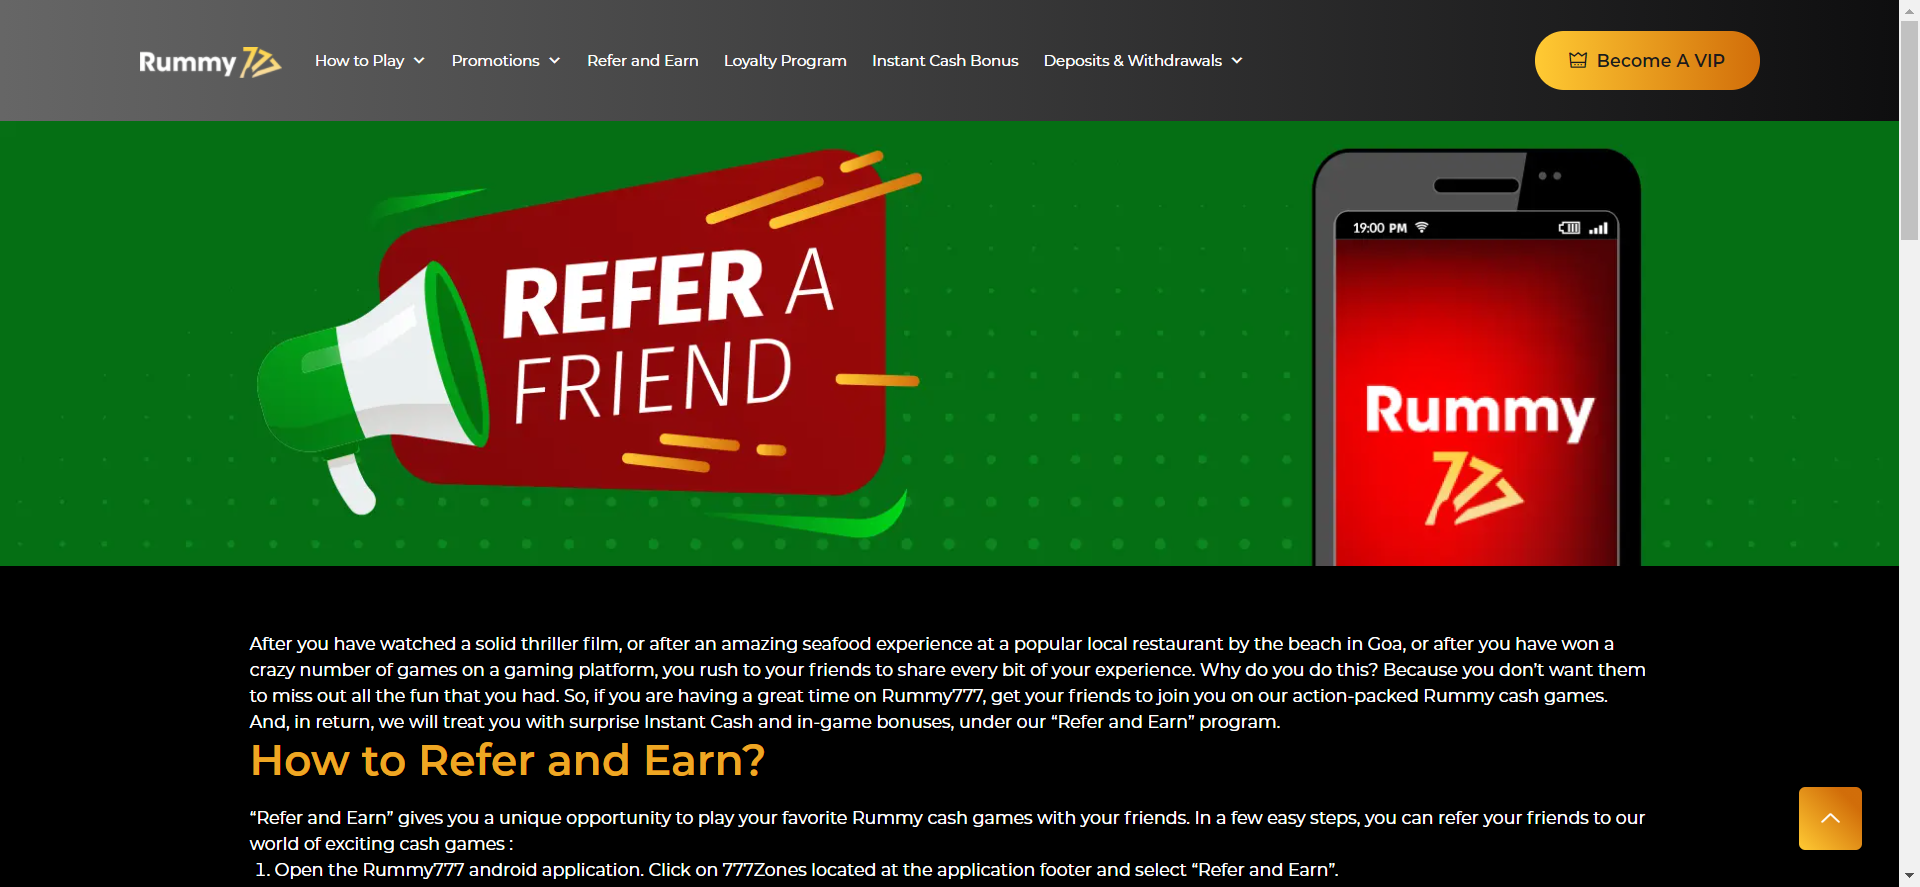 Rummy 777
How to Play
Promotions
Refer and Earn
Loyalty Program
Instant Cash Bonus
Deposits & Withdrawals
Become A VIP
REFER A
FRIEND
19:00 PM
Rummy
777
After you have watched a solid thriller film, or after an amazing seafood experience at a popular local restaurant by the beach in Goa, or after you have won a
crazy number of games on a gaming platform, you rush to your friends to share every bit of your experience. Why do you do this? Because you don’t want them
to miss out all the fun that you had. So, if you are having a great time on Rummy777, get your friends to join you on our action-packed Rummy cash games.
And, in return, we will treat you with surprise Instant Cash and in-game bonuses, under our “Refer and Earn” program.
How to Refer and Earn?
“Refer and Earn” gives you a unique opportunity to play your favorite Rummy cash games with your friends. In a few easy steps, you can refer your friends to our
world of exciting cash games :
1. Open the Rummy777 android application. Click on 777Zones located at the application footer and select “Refer and Earn”.